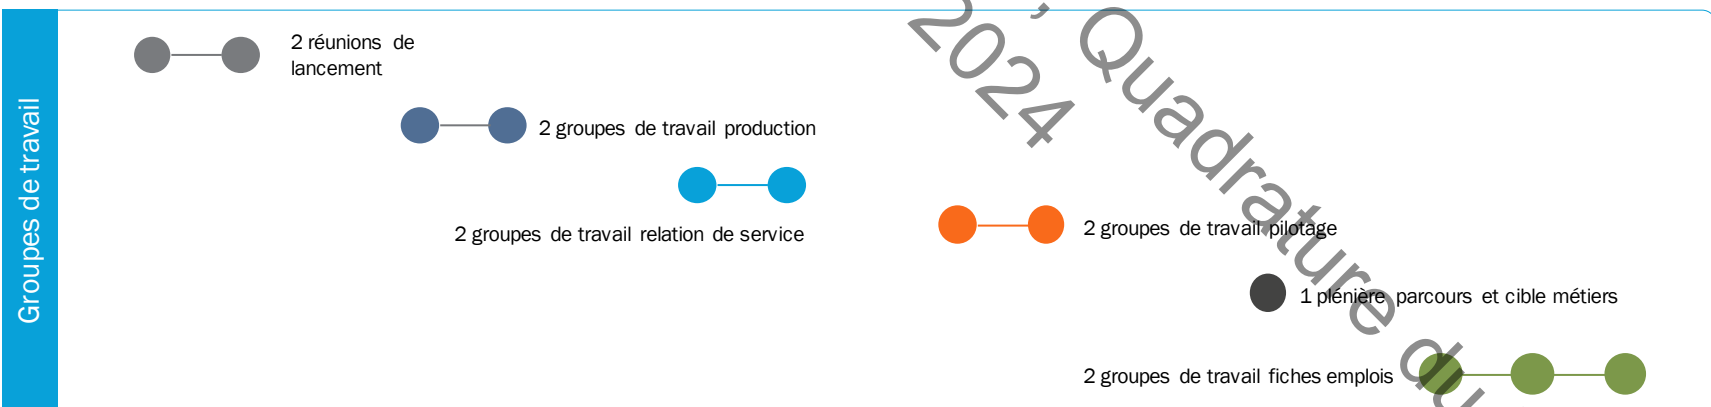 Groupes de travail
2 réunions de
lancement
2 groupes de travail production
2 groupes de travail relation de service
2 groupes de travail pilotage
1 plénière parcours et cible métiers
2 groupes de travail fiches emplois
, Quadrature du
2024